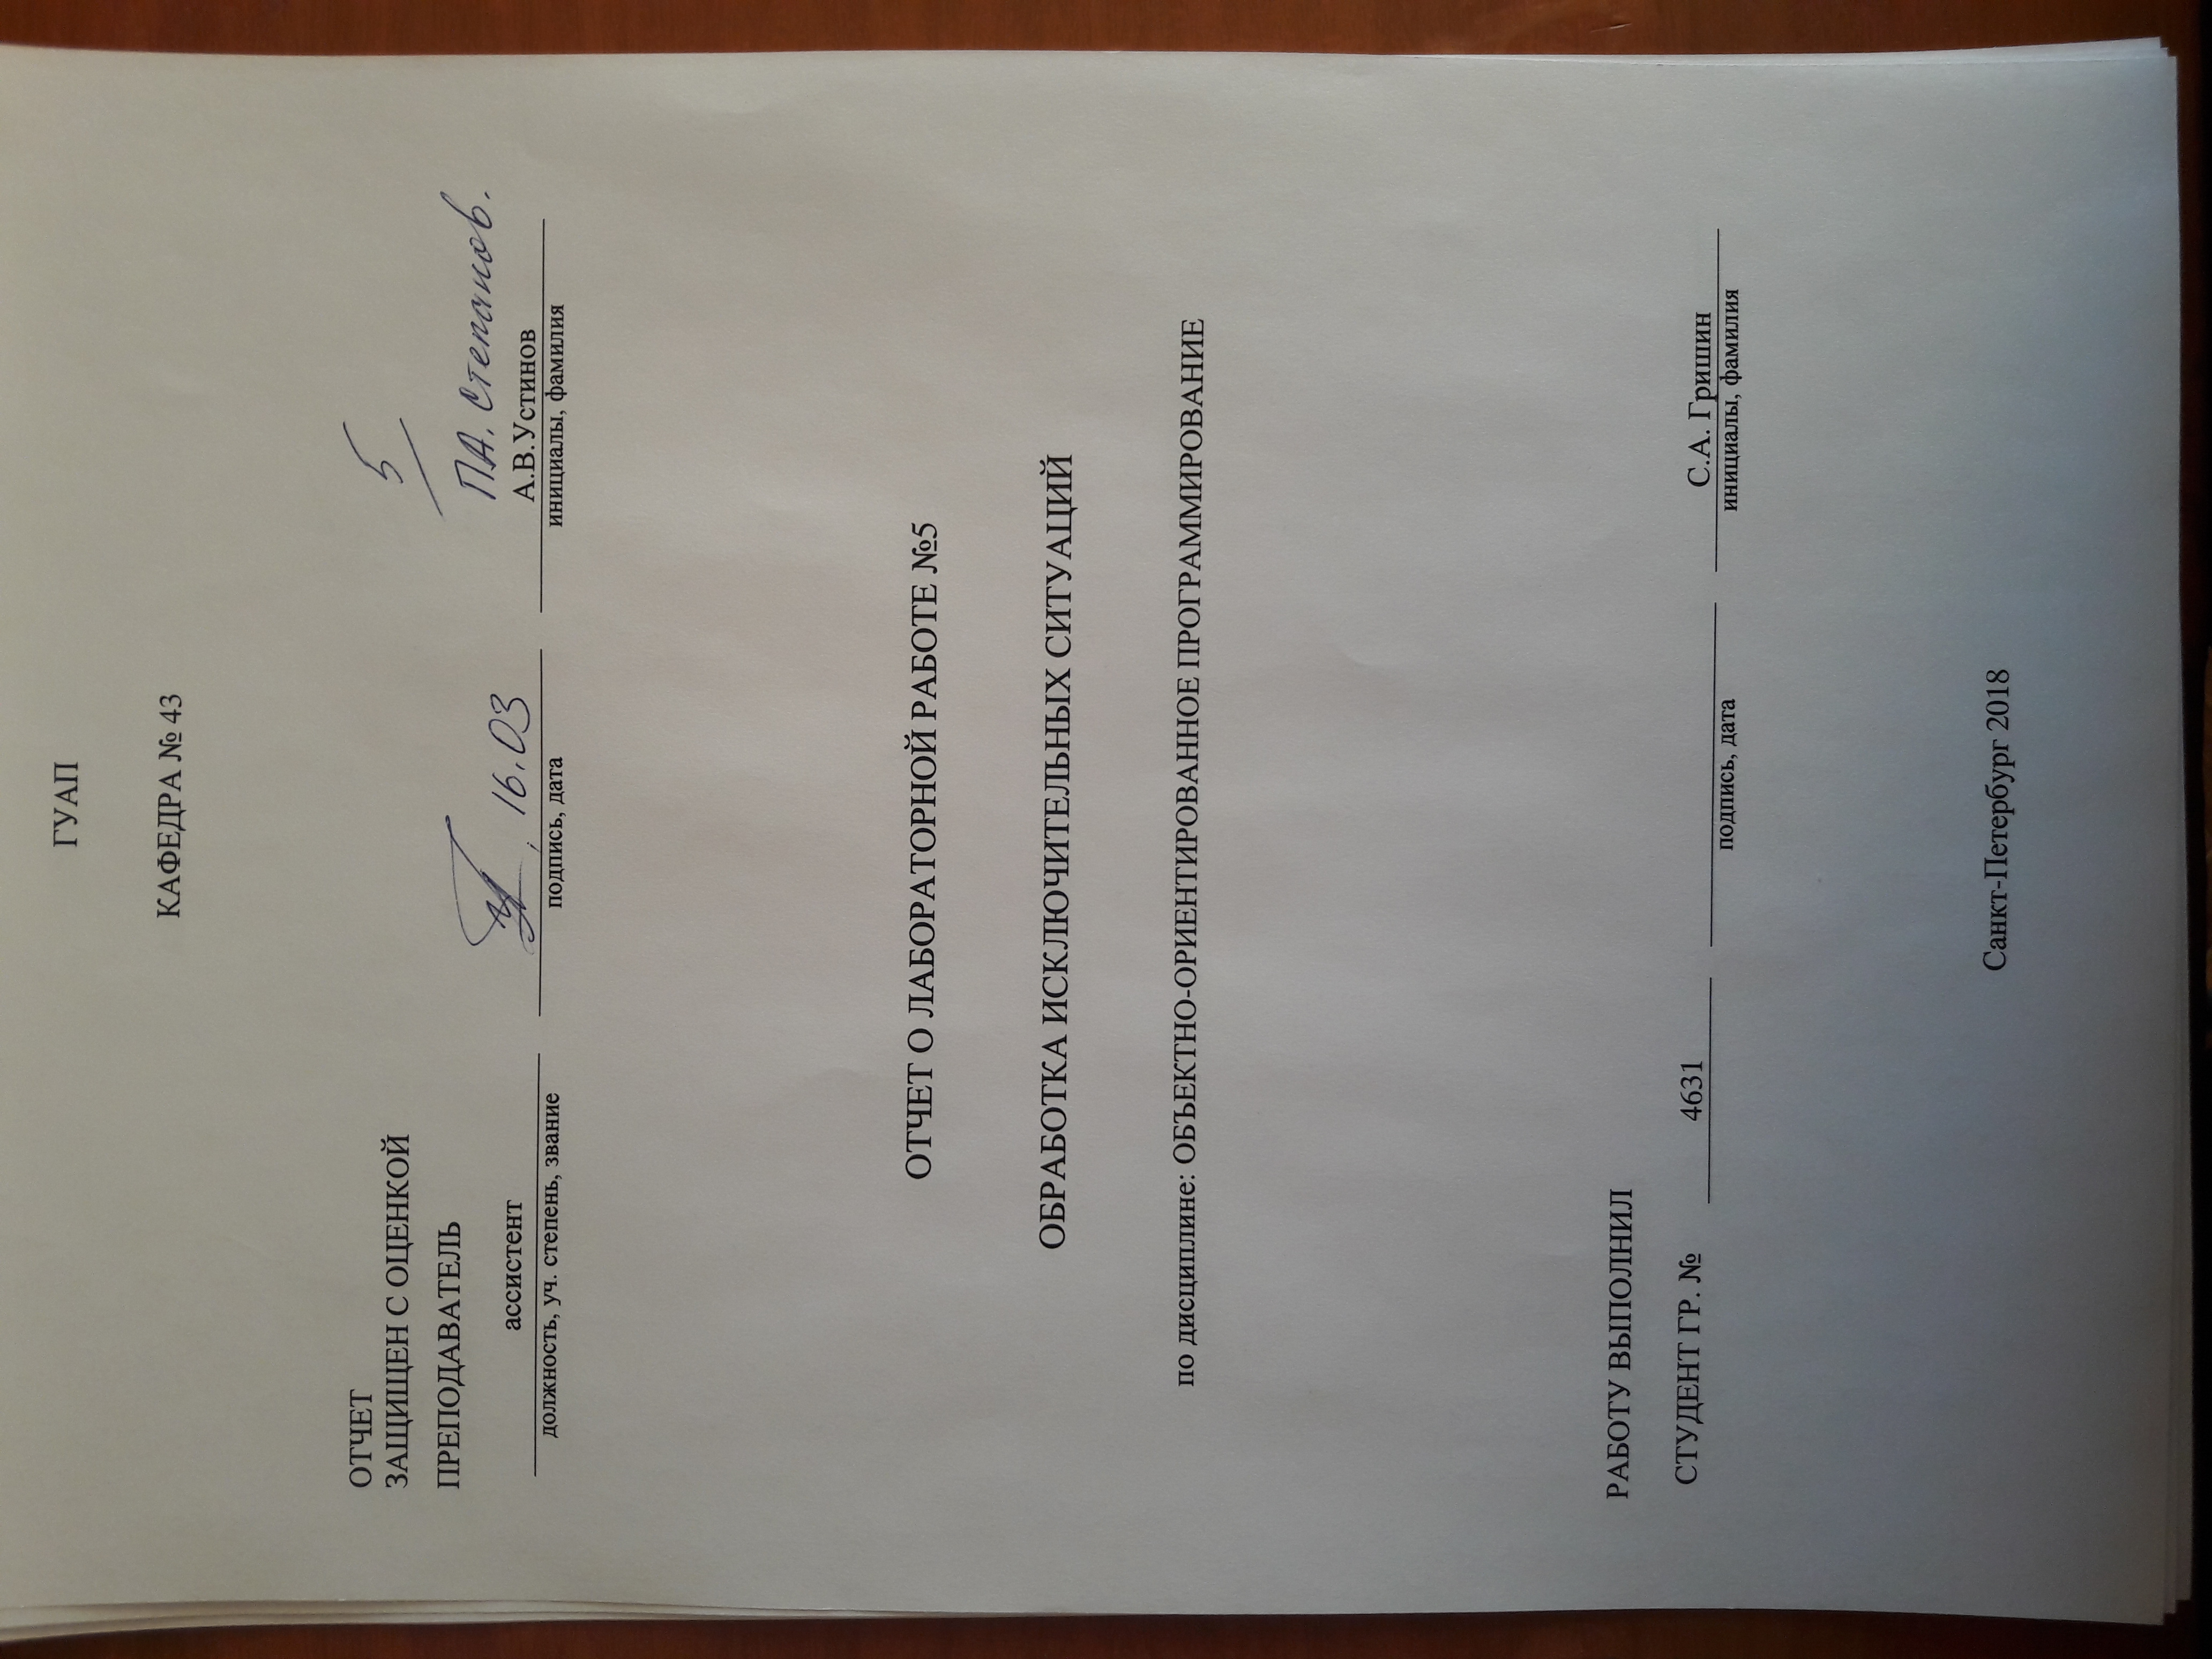 ГУАП
КАФЕДРА № 43
ОТЧЕТ
ЗАЩИЩЕН С ОЦЕНКОЙ
5
ПРЕПОДАВАТЕЛЬ
П.А. Степанов.
ассистент
16.03
А.В.Устинов
должность, уч. степень, звание
подпись, дата
инициалы, фамилия
ОТЧЕТ О ЛАБОРАТОРНОЙ РАБОТЕ №5
ОБРАБОТКА ИСКЛЮЧИТЕЛЬНЫХ СИТУАЦИЙ
по дисциплине: ОБЪЕКТНО-ОРИЕНТИРОВАННОЕ ПРОГРАММИРОВАНИЕ
РАБОТУ ВЫПОЛНИЛ
СТУДЕНТ ГР. № 4631 С.А. Гришин
подпись, дата
инициалы, фамилия
Санкт-Петербург 2018